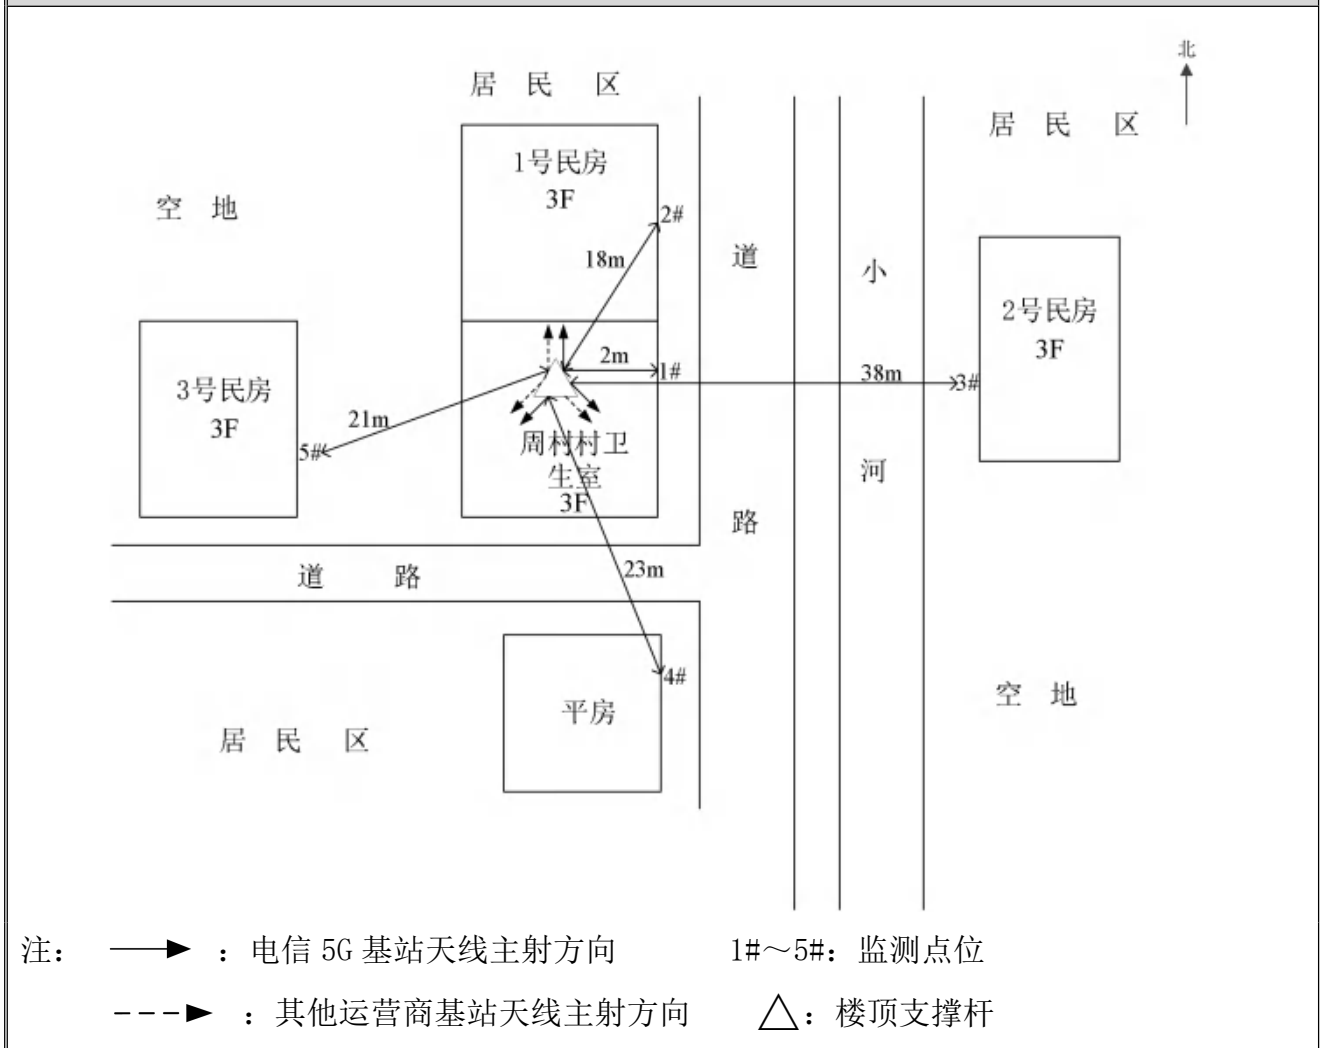 北
居 民 区
居 民 区
1号民房
3F
空 地
2#
18m
道
小
2号民房
3F
2m
1#
38m
3#
3号民房
3F
21m
5#
周村村卫
生室
3F
河
路
道 路
23m
4#
平房
空 地
居 民 区
注： ：电信 5G 基站天线主射方向 1#～5#：监测点位
：其他运营商基站天线主射方向 △：楼顶支撑杆